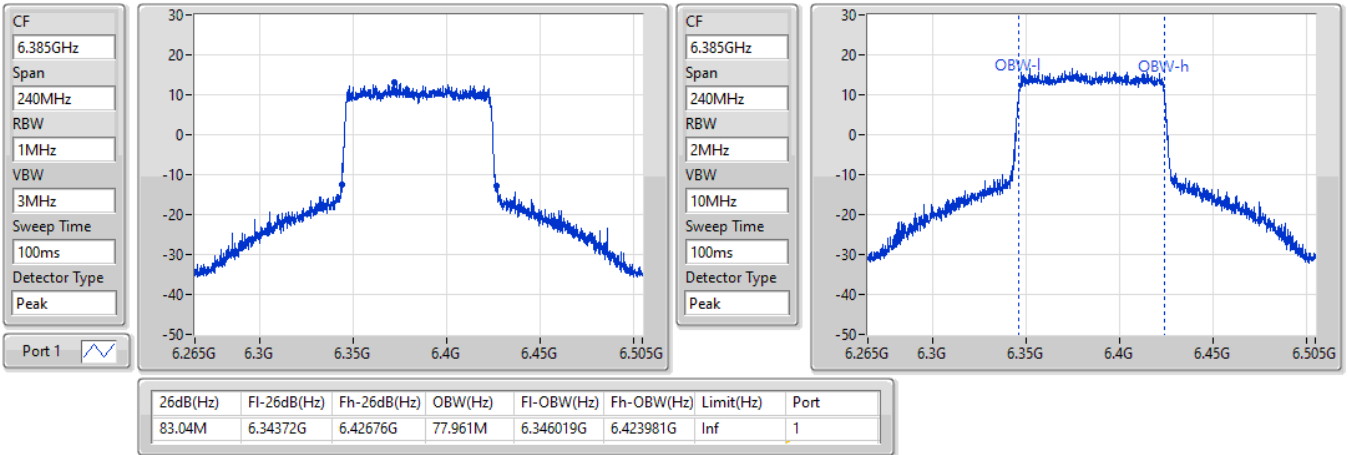 CF
6.385GHz
Span
240MHz
RBW
1MHz
VBW
3MHz
Sweep Time
100ms
Detector Type
Peak
Port 1
30
20
10
0
-10
-20
-30
-40
-50
6.265G 6.3G 6.35G 6.4G 6.45G 6.505G
CF
6.385GHz
Span
240MHz
RBW
2MHz
VBW
10MHz
Sweep Time
100ms
Detector Type
Peak
30
20
10
0
-10
-20
-30
-40
-50
OBW-l OBW-h
6.265G 6.3G 6.35G 6.4G 6.45G 6.505G
26dB(Hz) Fl-26dB(Hz) Fh-26dB(Hz) OBW(Hz) Fl-OBW(Hz) Fh-OBW(Hz) Limit(Hz) Port
83.04M 6.34372G 6.42676G 77.961M 6.346019G 6.423981G Inf 1